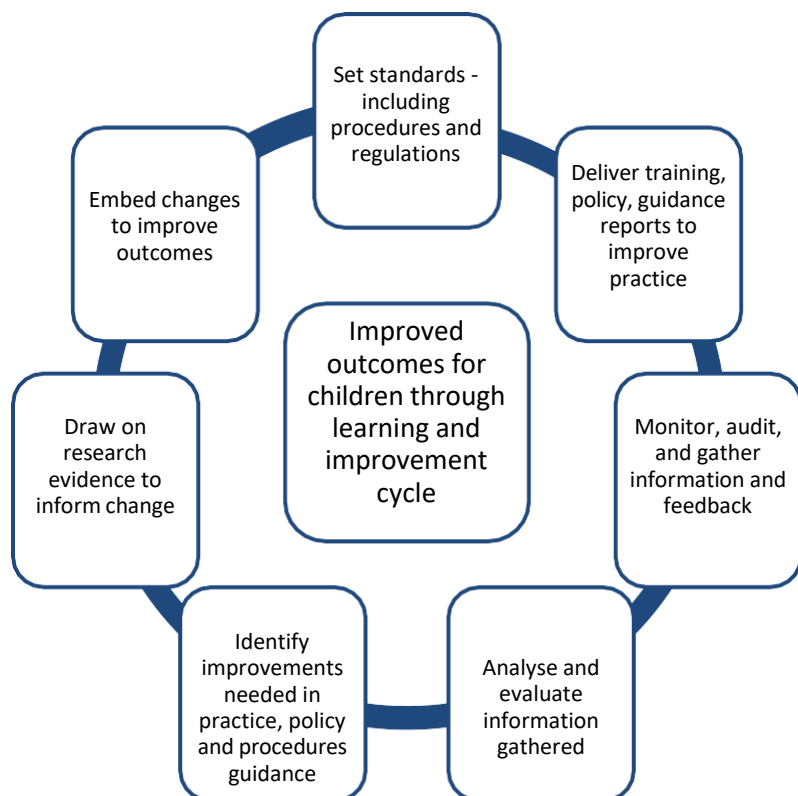 Set standards -
including
procedures and
regulations
Deliver training,
policy, guidance
reports to
improve
practice
Monitor, audit,
and gather
information and
feedback
Analyse and
evaluate
information
gathered
Identify
improvements
needed in
practice, policy
and procedures
guidance
Draw on
research
evidence to
inform change
Embed changes
to improve
outcomes
Improved
outcomes for
children through
learning and
improvement
cycle